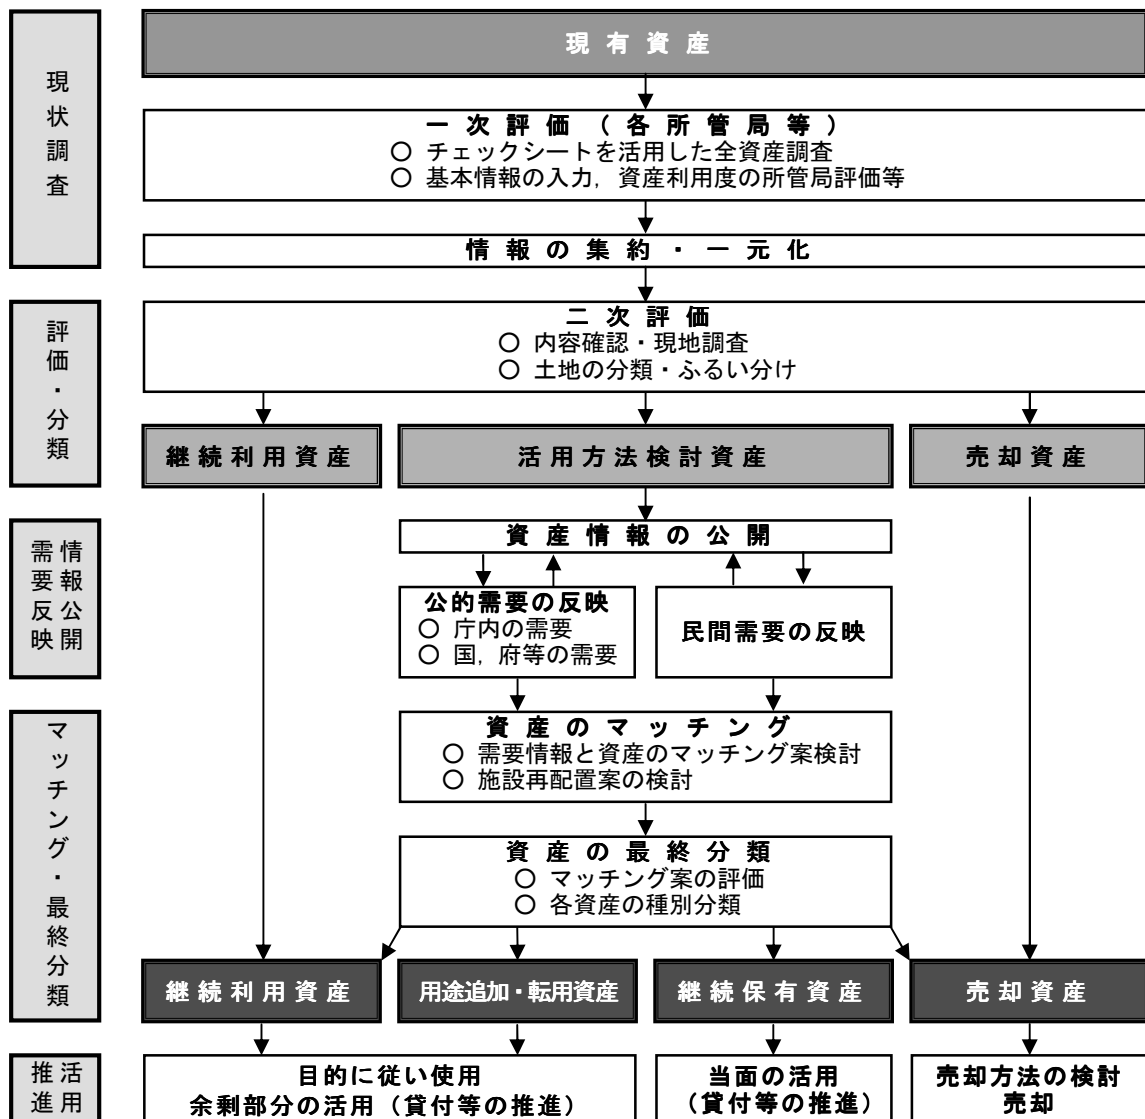 現状調査
現有資産
一次評価（各所管局等）
○ チェックシートを活用した全資産調査
○ 基本情報の入力，資産利用度の所管局評価等
情報の集約・一元化
評価・分類
二次評価
○ 内容確認・現地調査
○ 土地の分類・ふるい分け
継続利用資産
活用方法検討資産
売却資産
情報公開
需要反映
資産情報の公開
公的需要の反映
○ 庁内の需要
○ 国，府等の需要
民間需要の反映
マッチング・最終分類
資産のマッチング
○ 需要情報と資産のマッチング案検討
○ 施設再配置案の検討
資産の最終分類
○ マッチング案の評価
○ 各資産の種別分類
継続利用資産
用途追加・転用資産
継続保有資産
売却資産
活用
推進
目的に従い使用
余剰部分の活用（貸付等の推進）
当面の活用
（貸付等の推進）
売却方法の検討
売却